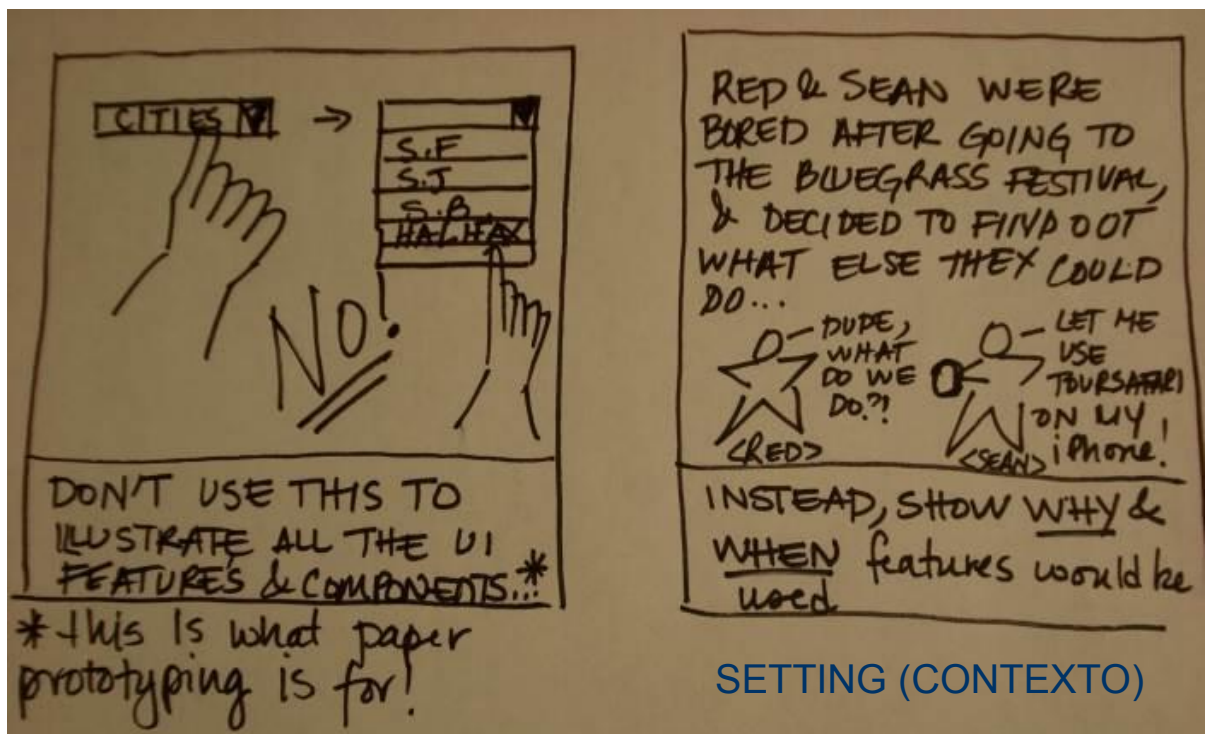 CITIES
S.F
S.J
S.B.
HALIFAX
NO!
DON'T USE THIS TO
ILLUSTRATE ALL THE UI
FEATURES & COMPONENTS...*
*this is what paper
prototyping is for!
RED & SEAN WERE
BORED AFTER GOING TO
THE BLUEGRASS FESTIVAL,
& DECIDED TO FIND OUT
WHAT ELSE THEY COULD
DO...
DUDE,
WHAT
DO WE
DO?!
<RED>
LET ME
USE
TOURSAFARI
ON MY
iPhone!
<SEAN>
INSTEAD, SHOW WHY &
WHEN features would be
used
SETTING (CONTEXTO)